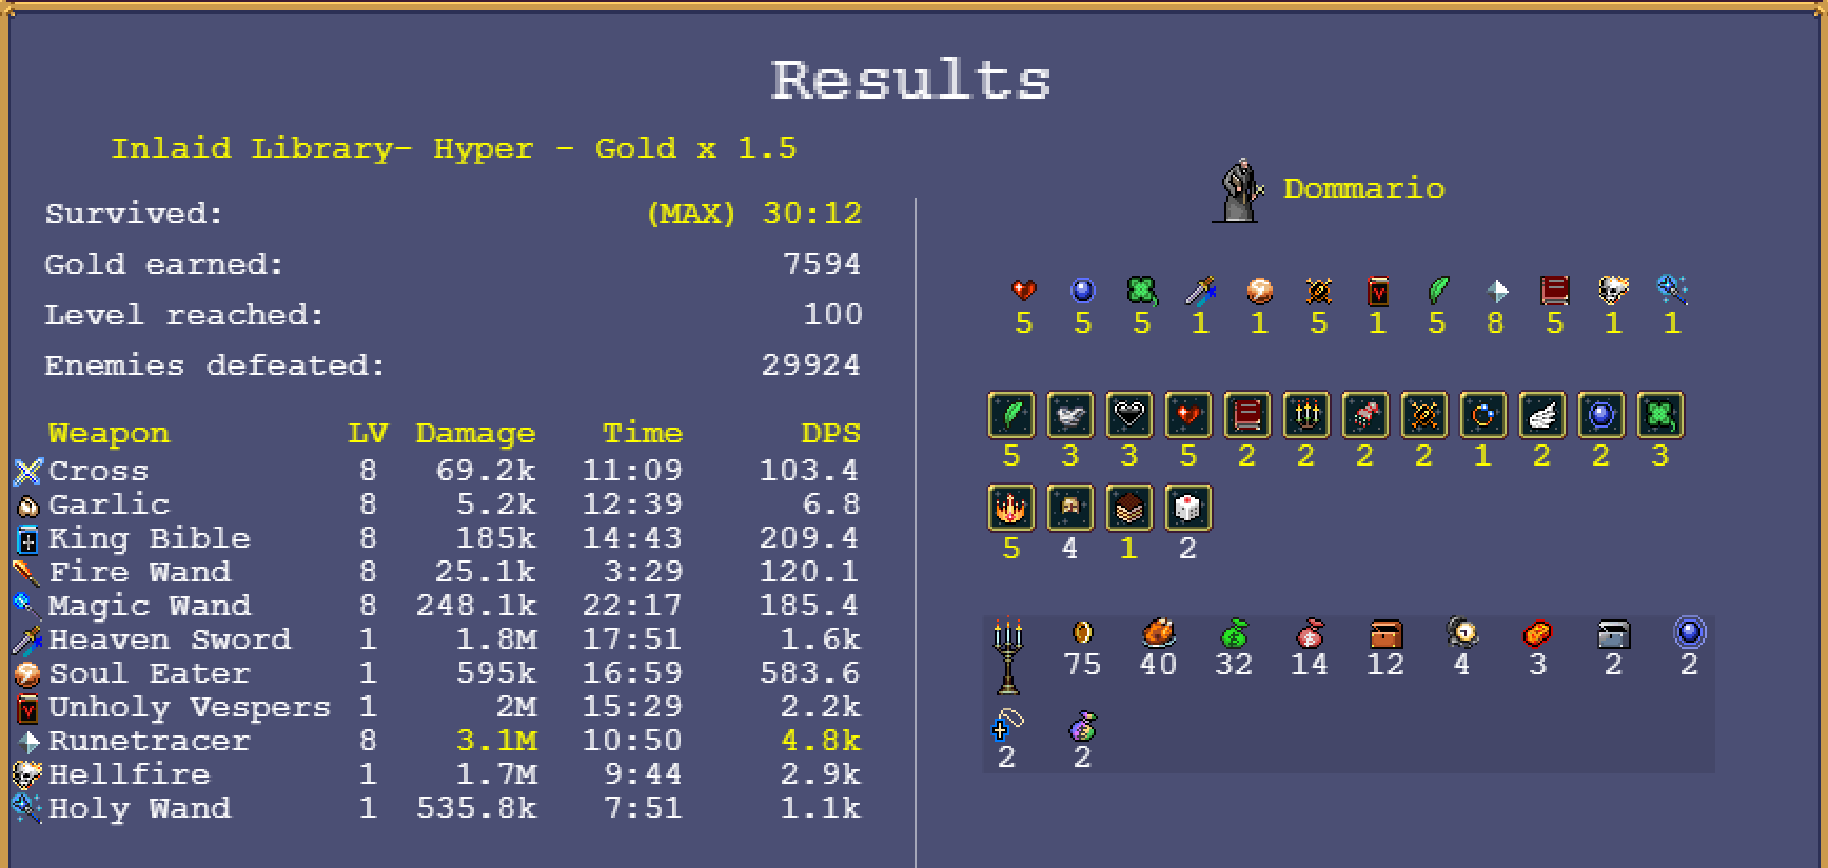 Results
Inlaid Library- Hyper - Gold x 1.5
Survived: (MAX) 30:12
Gold earned: 7594
Level reached: 100
Enemies defeated: 29924
Weapon LV Damage Time DPS
Cross 8 69.2k 11:09 103.4
Garlic 8 5.2k 12:39 6.8
King Bible 8 185k 14:43 209.4
Fire Wand 8 25.1k 3:29 120.1
Magic Wand 8 248.1k 22:17 185.4
Heaven Sword 1 1.8M 17:51 1.6k
Soul Eater 1 595k 16:59 583.6
Unholy Vespers 1 2M 15:29 2.2k
Runetracer 8 3.1M 10:50 4.8k
Hellfire 1 1.7M 9:44 2.9k
Holy Wand 1 535.8k 7:51 1.1k
Dommario
5 5 5 1 1 5 1 5 8 5 1 1
5 3 3 5 2 2 2 2 1 2 2 3
5 4 1 2
75 40 32 14 12 4 3 2 2
2 2